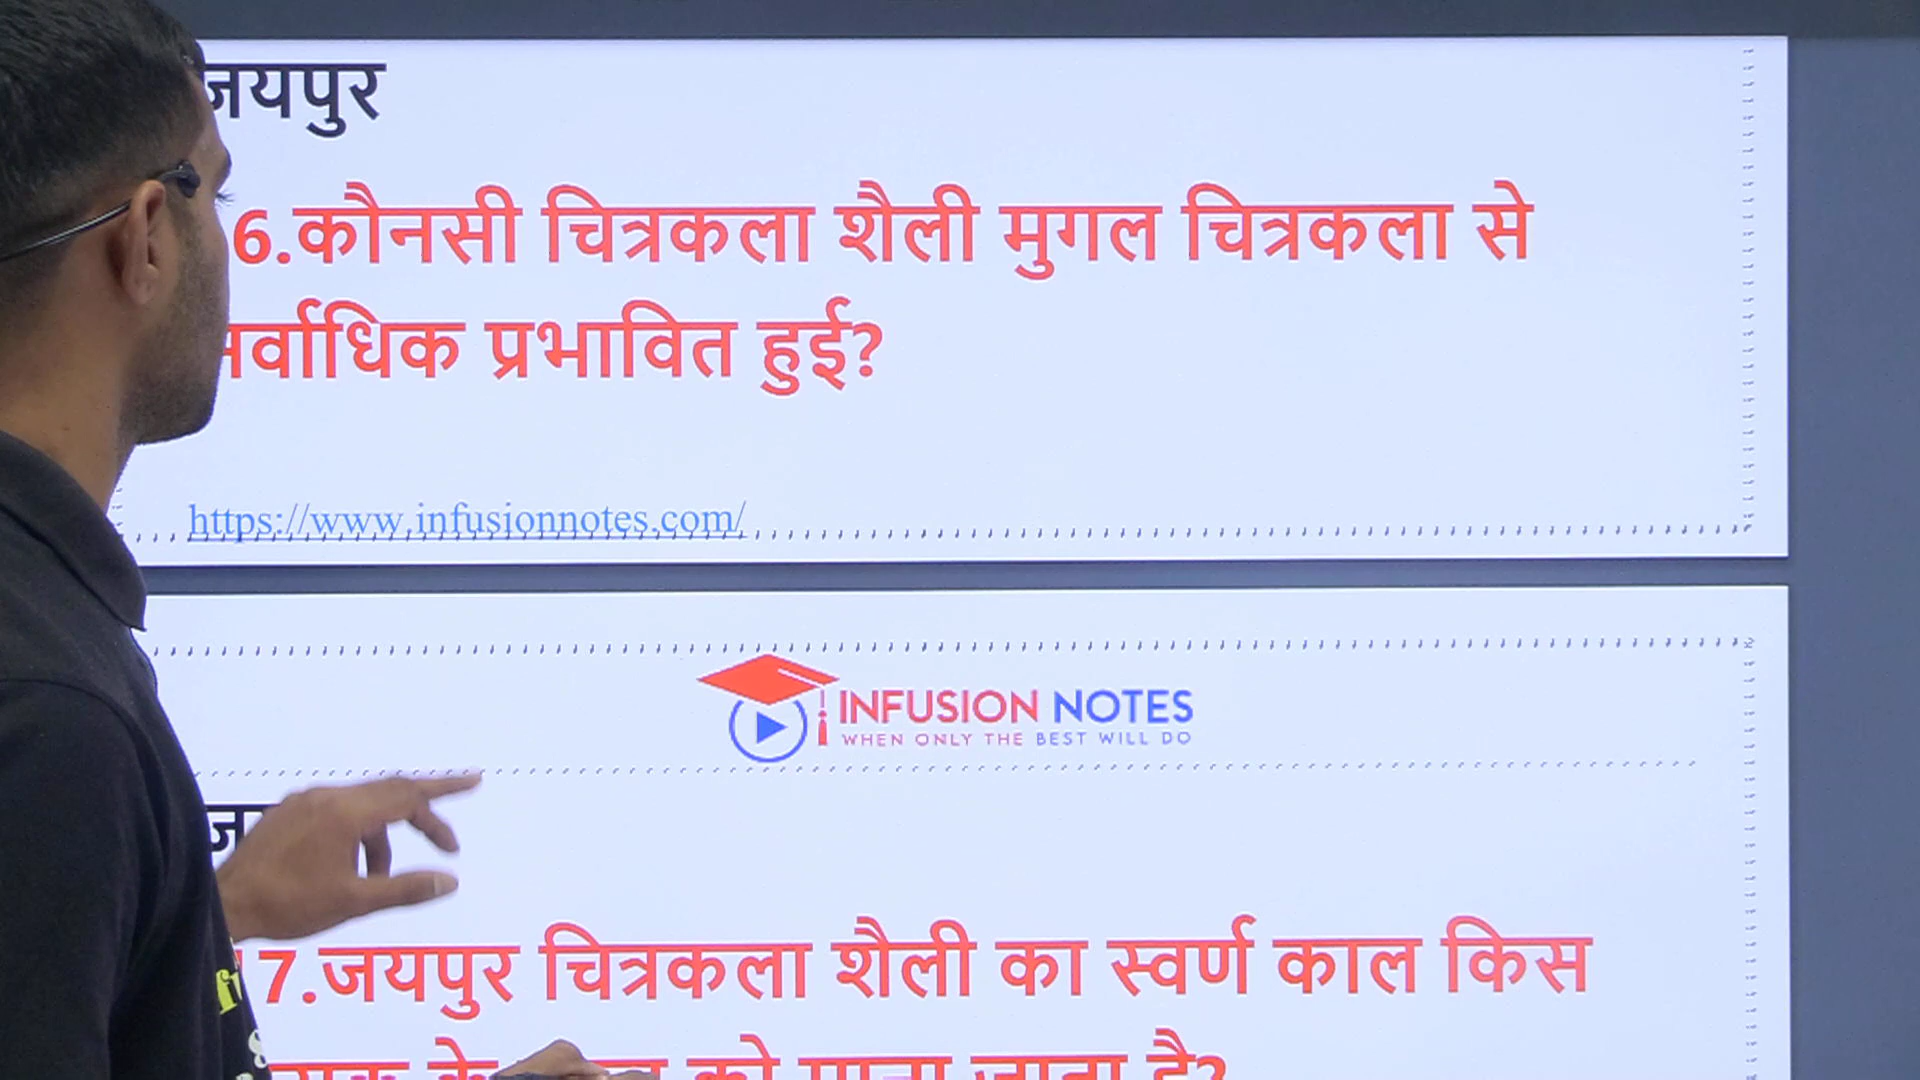 जयपुर
6.कौनसी चित्रकला शैली मुगल चित्रकला से
प्रभावित हुई?
https://www.infusionnotes.com/
INFUSION NOTES
WHEN ONLY THE BEST WILL DO
17.जयपुर चित्रकला शैली का स्वर्ण काल किस
को माना जाता है?